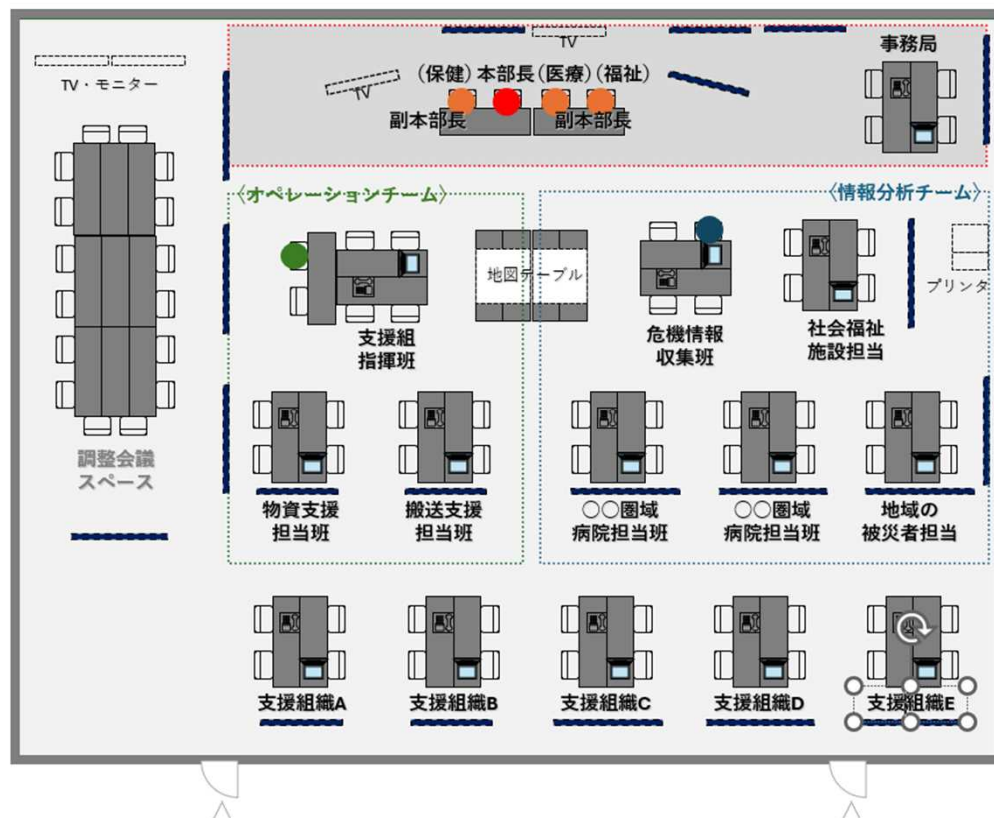 TV
事務局
TV・モニター
(保健)本部長(医療)(福祉)
TV
副本部長
副本部長
〈オペレーションチーム〉
〈情報分析チーム〉
地図テーブル
プリンタ
支援組
指揮班
危機情報
収集班
社会福祉
施設担当
調整会議
スペース
物資支援
担当班
搬送支援
担当班
○○圏域
病院担当班
○○圏域
病院担当班
地域の
被災者担当
支援組織A
支援組織B
支援組織C
支援組織D
支援組織E